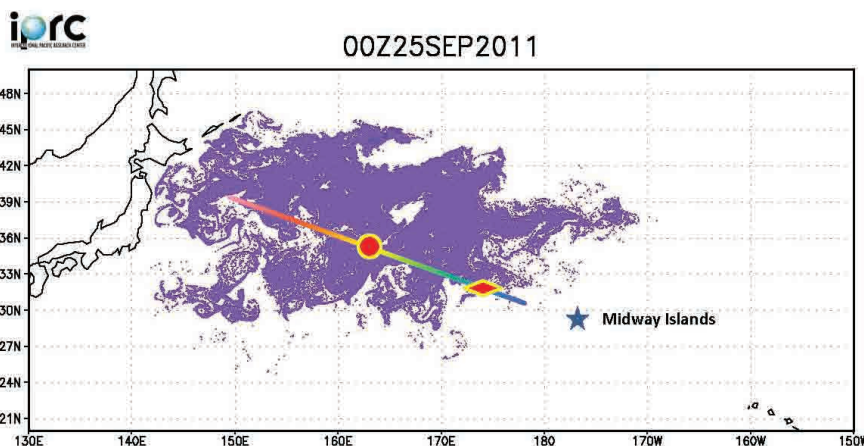 iprc
INTERNATIONAL PACIFIC RESEARCH CENTER
00Z25SEP2011
48N
45N
42N
39N
36N
33N
30N
27N
24N
21N
Midway Islands
130E 140E 150E 160E 170E 180 170W 160W 150